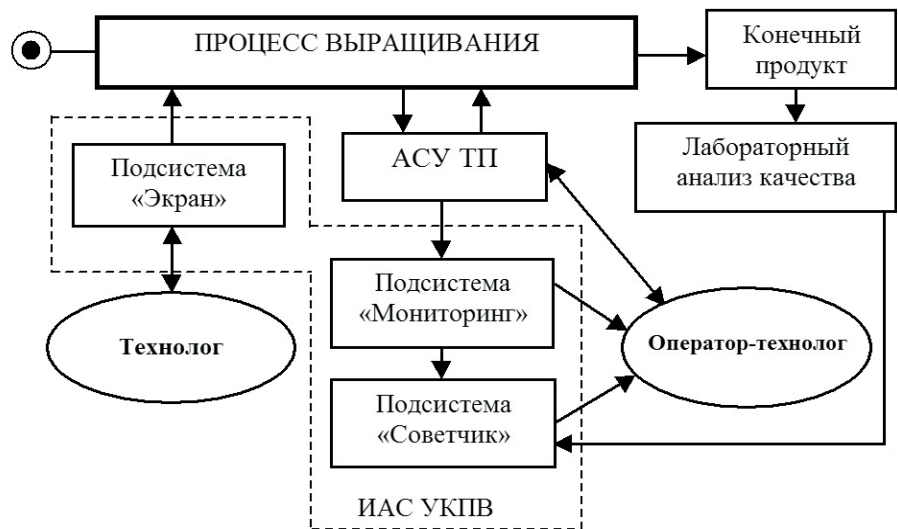 ПРОЦЕСС ВЫРАЩИВАНИЯ
Конечный
продукт
Подсистема
«Экран»
АСУ ТП
Лабораторный
анализ качества
Подсистема
«Мониторинг»
Технолог
Оператор-технолог
Подсистема
«Советчик»
ИАС УКПВ